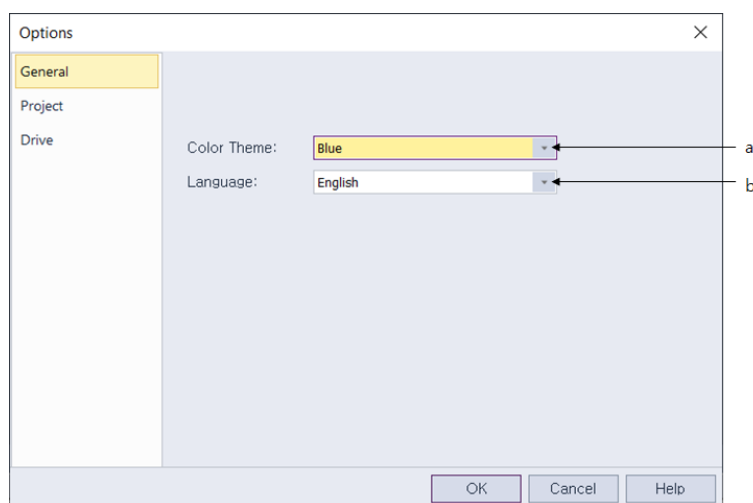 Options
General
Project
Drive
Color Theme: Blue
a
Language: English
b
OK Cancel Help